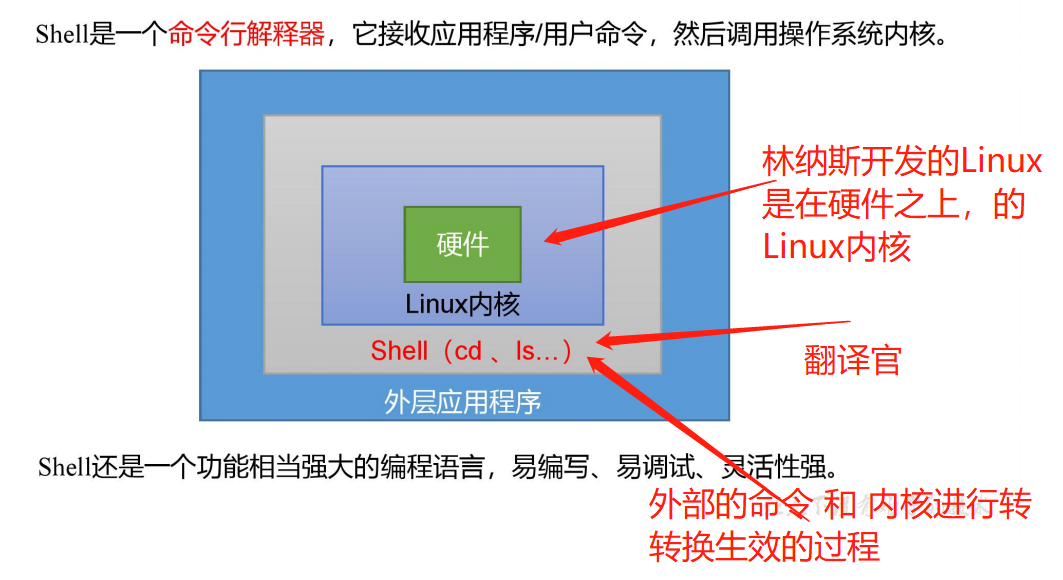 Shell是一个命令行解释器，它接收应用程序/用户命令，然后调用操作系统内核。
林纳斯开发的Linux
是在硬件之上，的
Linux内核
硬件
Linux内核
Shell（cd 、ls…）
翻译官
外层应用程序
Shell还是一个功能相当强大的编程语言，易编写、易调试、灵活性强。
外部的命令 和 内核进行转
转换生效的过程